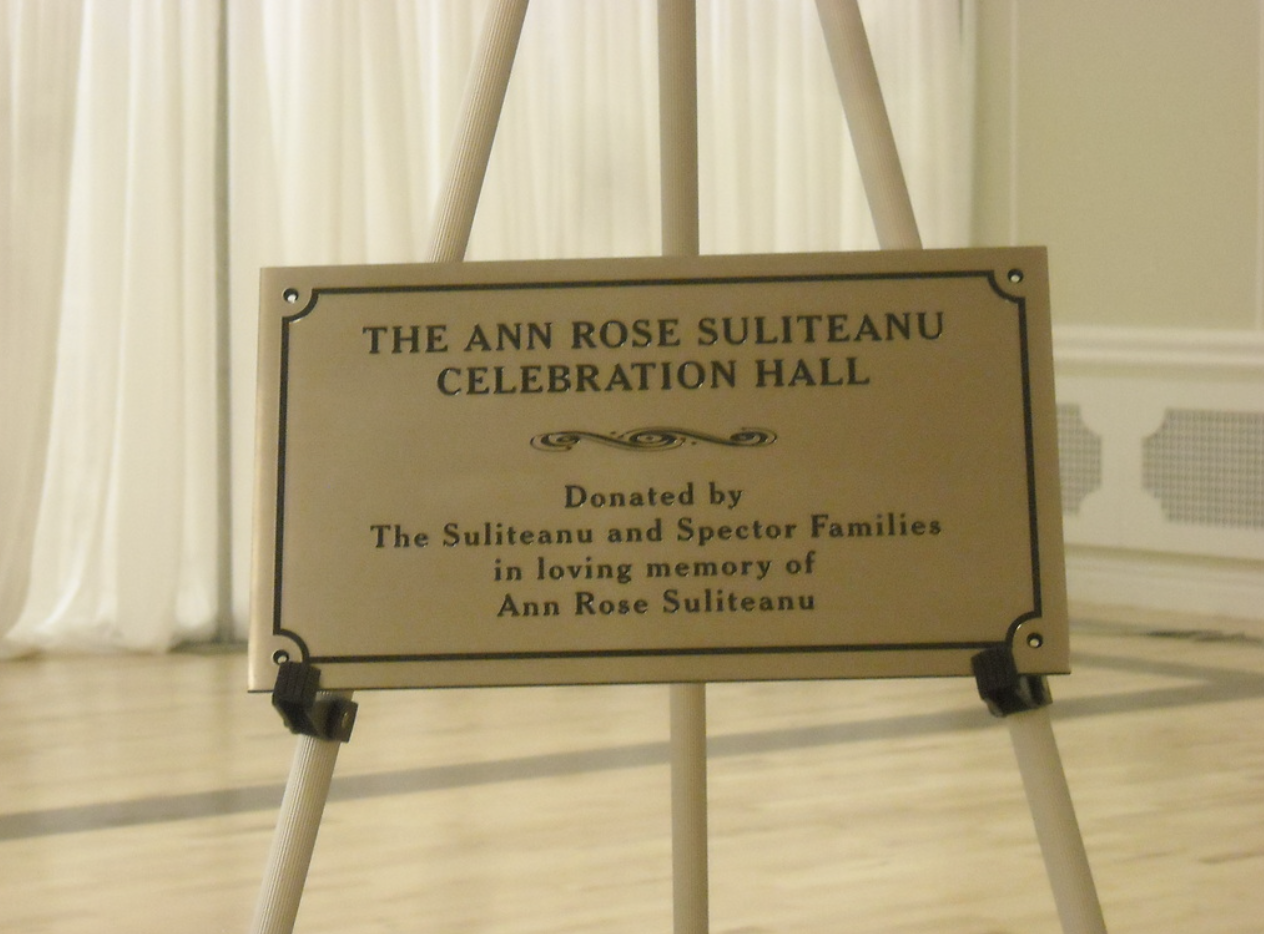 THE ANN ROSE SULITEANU
CELEBRATION HALL
Donated by
The Suliteanu and Spector Families
in loving memory of
Ann Rose Suliteanu